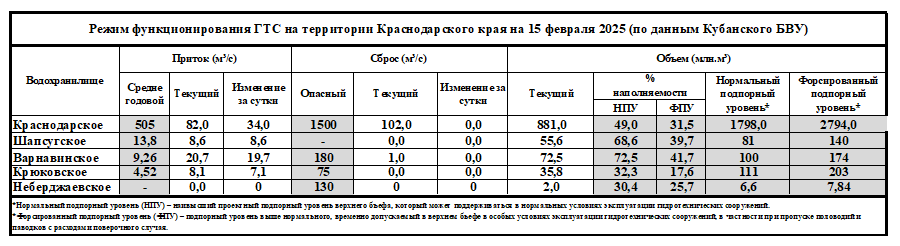 Режим функционирования ГТС на территории Краснодарского края на 15 февраля 2025 (по данным Кубанского БВУ)
Водохранилище | Приток (м³/с) | Сброс (м³/с) | Объем (млн.м³)
Средне годовой | Текущий | Изменение за сутки | Опасный | Текущий | Изменение за сутки | Текущий | % наполяемости | Нормальный подпорный уровень* | Форсированный подпорный уровень*
НПУ | ФПУ
Краснодарское | 505 | 82,0 | 34,0 | 1500 | 102,0 | 0,0 | 881,0 | 49,0 | 31,5 | 1798,0 | 2794,0
Шапсугское | 13,8 | 8,6 | 8,6 | - | 0,0 | 0,0 | 55,6 | 68,6 | 39,7 | 81 | 140
Варнавинское | 9,26 | 20,7 | 19,7 | 180 | 1,0 | 0,0 | 72,5 | 72,5 | 41,7 | 100 | 174
Крюковское | 4,52 | 8,1 | 7,1 | 75 | 0,0 | 0,0 | 35,8 | 32,3 | 17,6 | 111 | 203
Неберджаевское | - | 0,0 | 0 | 130 | 0,0 | 0 | 2,0 | 30,4 | 25,7 | 6,6 | 7,84
*Нормальный подпорный уровень (НПУ) – наивысший проектный подпорный уровень верхнего бьефа, который может поддерживаться в нормальных условиях эксплуатации гидротехнических сооружений.
*Форсированный подпорный уровень (ФПУ) – подпорный уровень выше нормального, временно допускаемый в верхнем бьефе в особых условиях эксплуатации гидротехнических сооружений, в частности при пропуске половодий и
паводков с расходами поверочного случая.